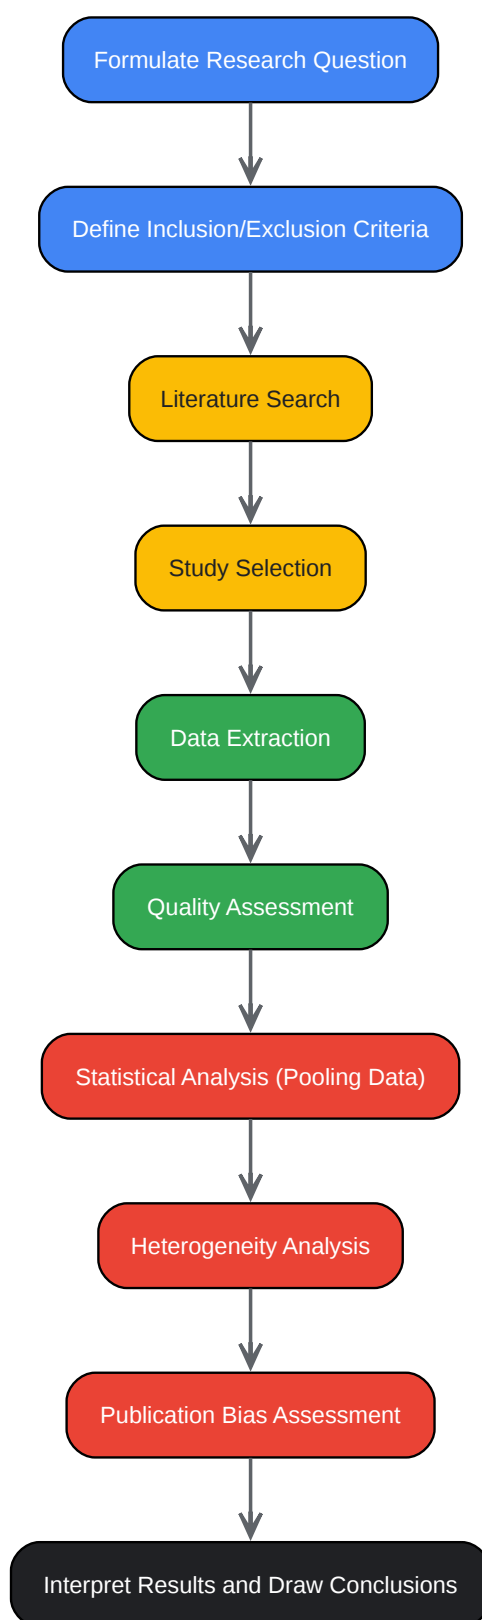 Formulate Research Question
Define Inclusion/Exclusion Criteria
Literature Search
Study Selection
Data Extraction
Quality Assessment
Statistical Analysis (Pooling Data)
Heterogeneity Analysis
Publication Bias Assessment
Interpret Results and Draw Conclusions